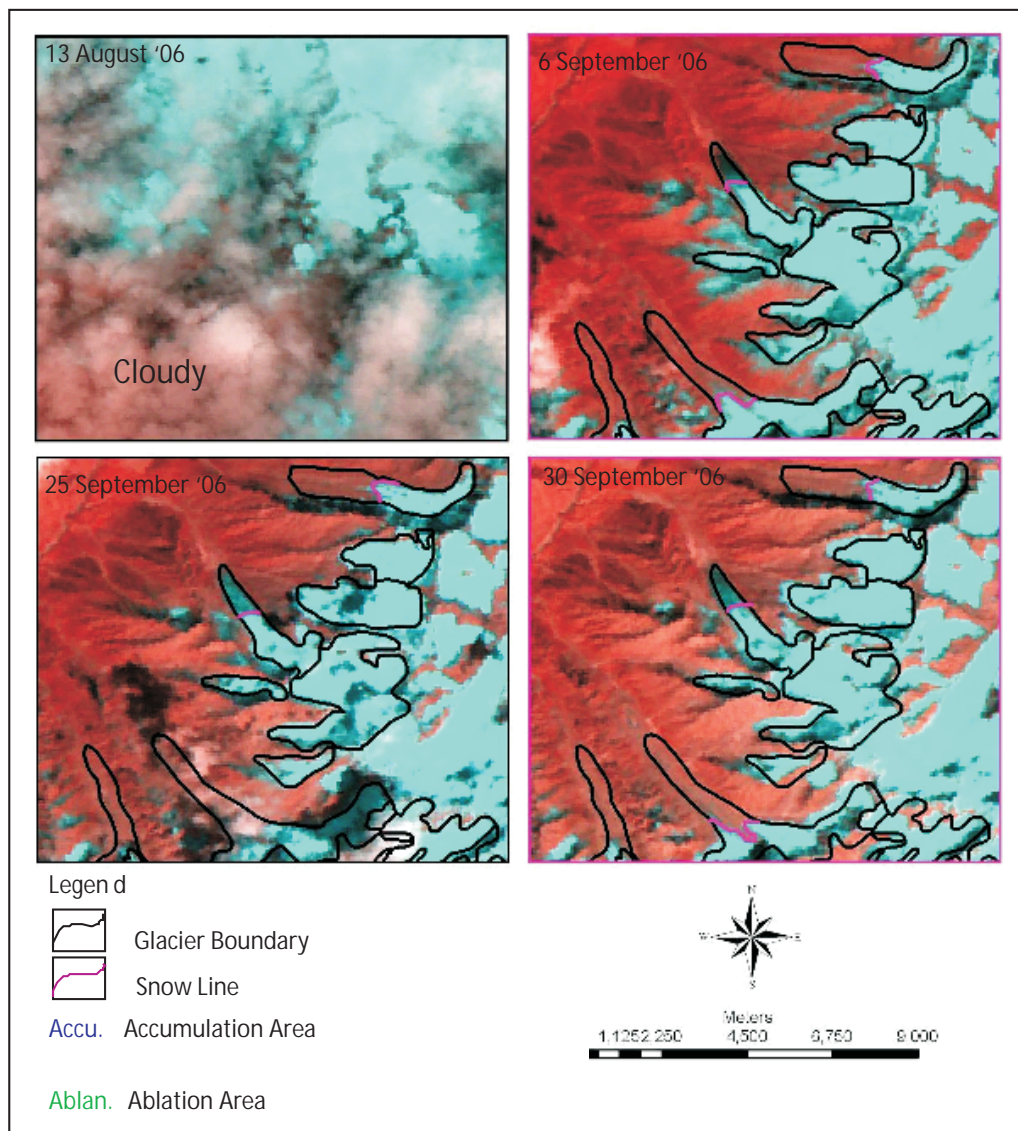 13 August ‘06
6 September ‘06
Cloudy
25 September ‘06
30 September ‘06
Legen d
Glacier Boundary
Snow Line
Accu. Accumulation Area
Ablan. Ablation Area
N
W E
S
Meters
1,1252,250 4,500 6,750 9,000